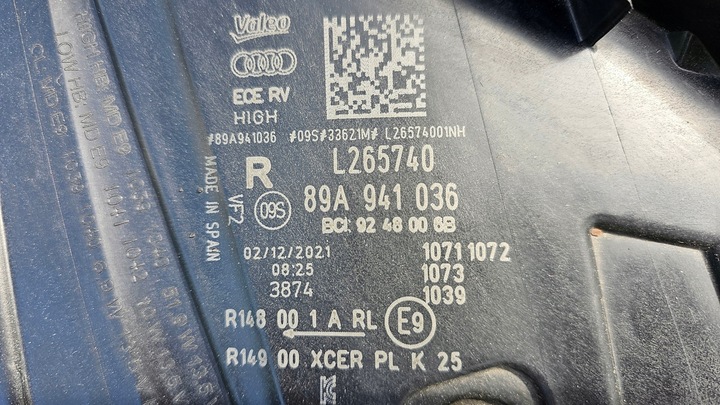 Valeo
ECE RV
HIGH
#89A941036 #09S#33621M# L26574001NH
L265740
R
89A 941 036
VF2
09S
BCI 92 48 00 6B
MADE IN SPAIN
02/12/2021
10711072
08:25
1073
3874
1039
R148 00 1 A RL E9
R149 00 XCER PL K 25